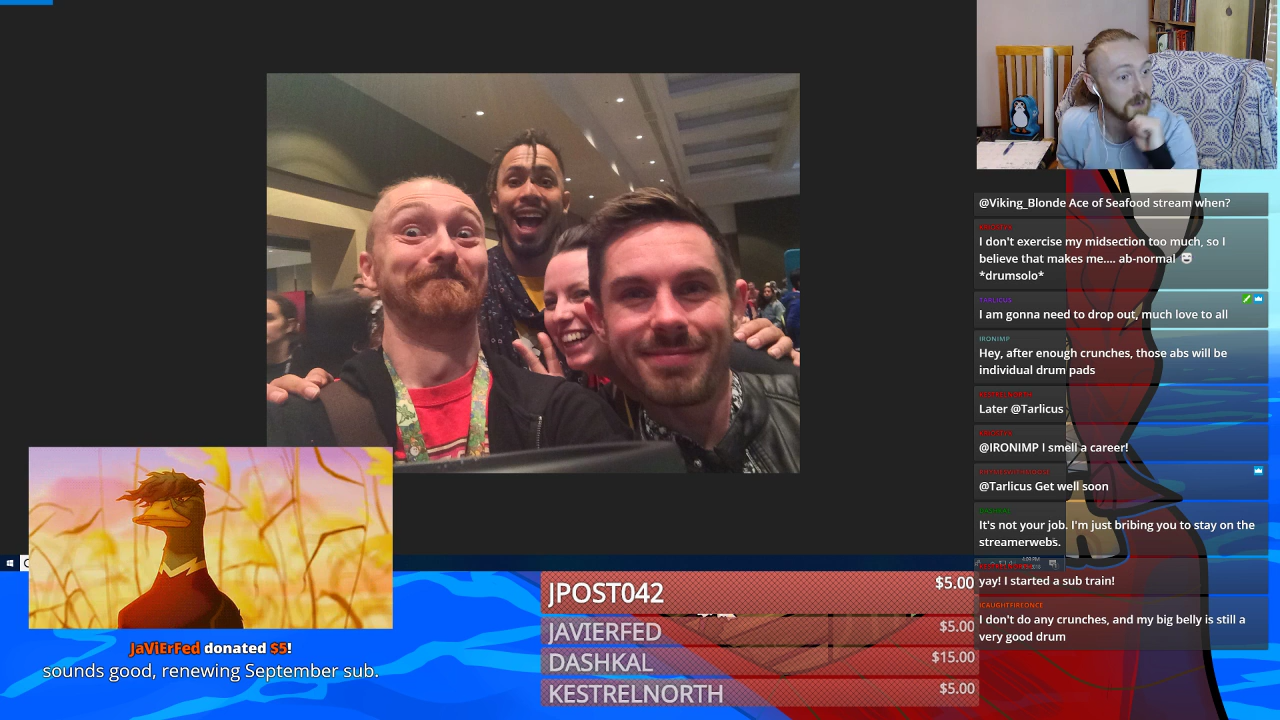 @Viking_Blonde Ace of Seafood stream when?
I don't exercise my midsection too much, so I
believe that makes me.... ab-normal
*drumsolo*
TARLICUS
I am gonna need to drop out, much love to all
IRONIMP
Hey, after enough crunches, those abs will be
individual drum pads
KESTRELNORTH
Later @Tarlicus
@IRONIMP I smell a career!
@Tarlicus Get well soon
It's not your job. I'm just bribing you to stay on the
streamerwebs.
yay! I started a sub train!
ICAUGHTFIREONCE
I don't do any crunches, and my big belly is still a
very good drum
JaViErFed donated $5!
sounds good, renewing September sub.
JPOST042 $5.00
JAVIERFED $5.00
DASHKAL $15.00
KESTRELNORTH $5.00